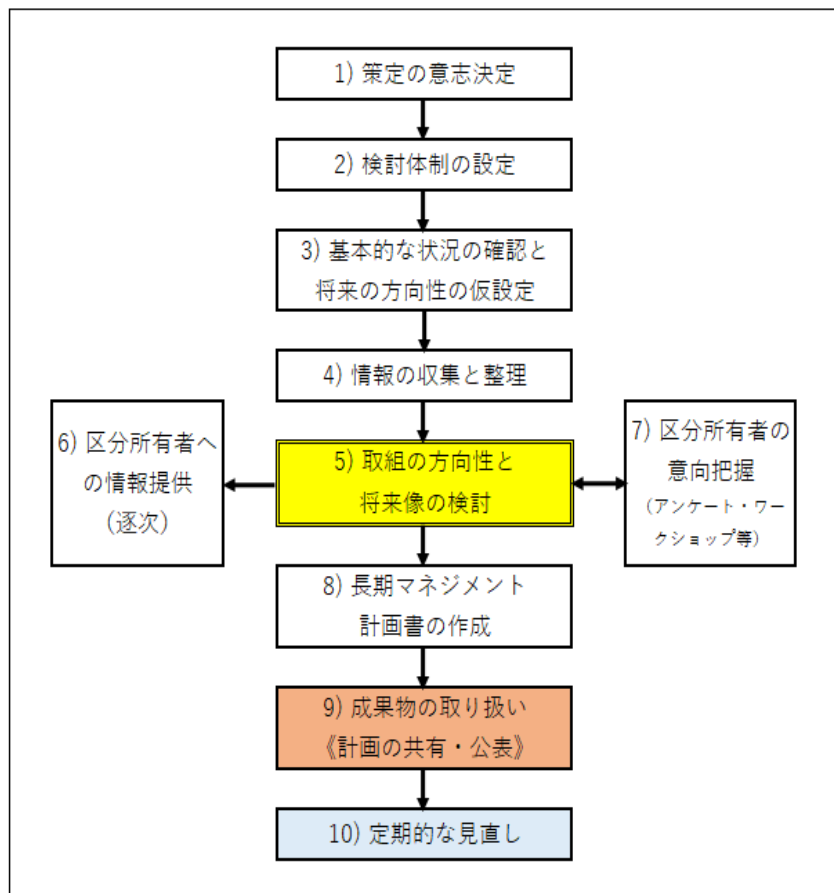 1) 策定の意志決定
2) 検討体制の設定
3) 基本的な状況の確認と
将来の方向性の仮設定
4) 情報の収集と整理
5) 取組の方向性と
将来像の検討
6) 区分所有者へ
の情報提供
（逐次）
7) 区分所有者の
意向把握
（アンケート・ワー
クショップ等）
8) 長期マネジメント
計画書の作成
9) 成果物の取り扱い
《計画の共有・公表》
10) 定期的な見直し